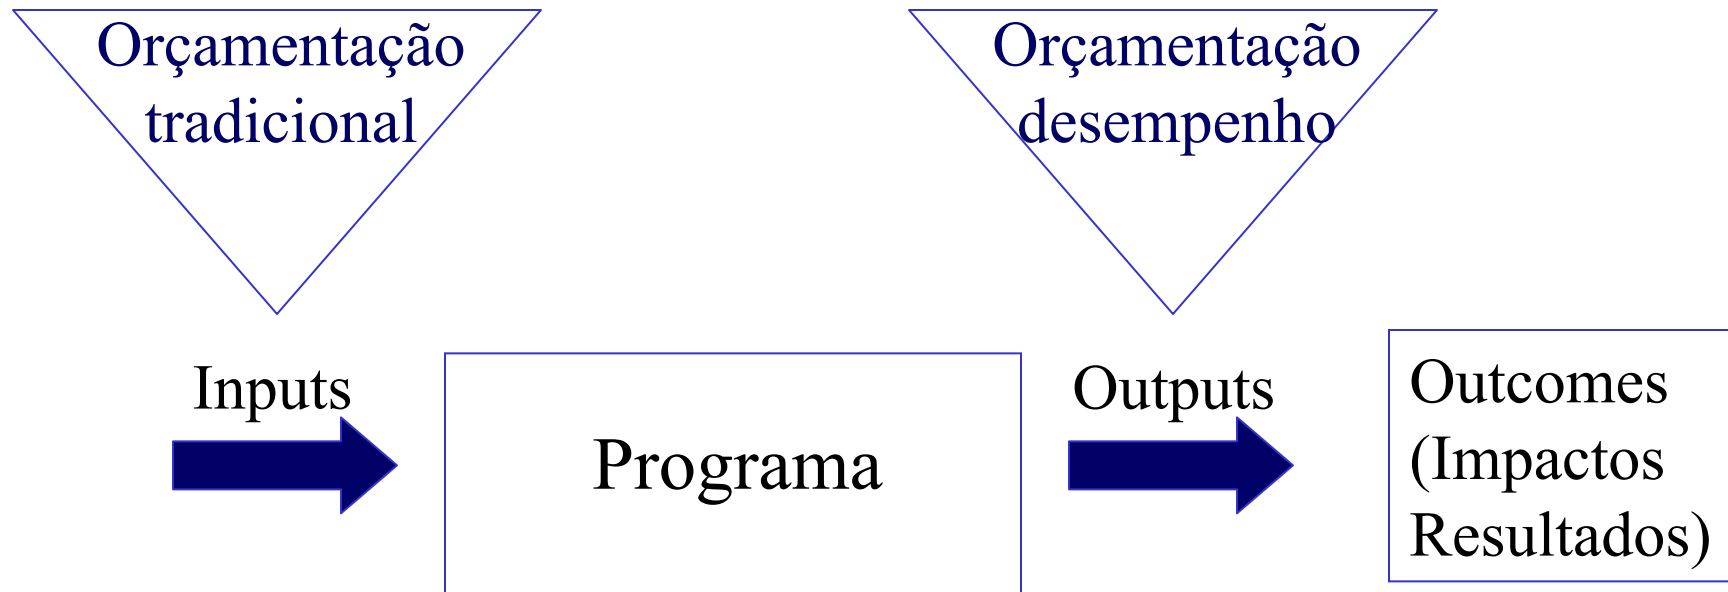 Orçamentação
tradicional
Orçamentação
desempenho
Inputs
Programa
Outputs
Outcomes
(Impactos
Resultados)